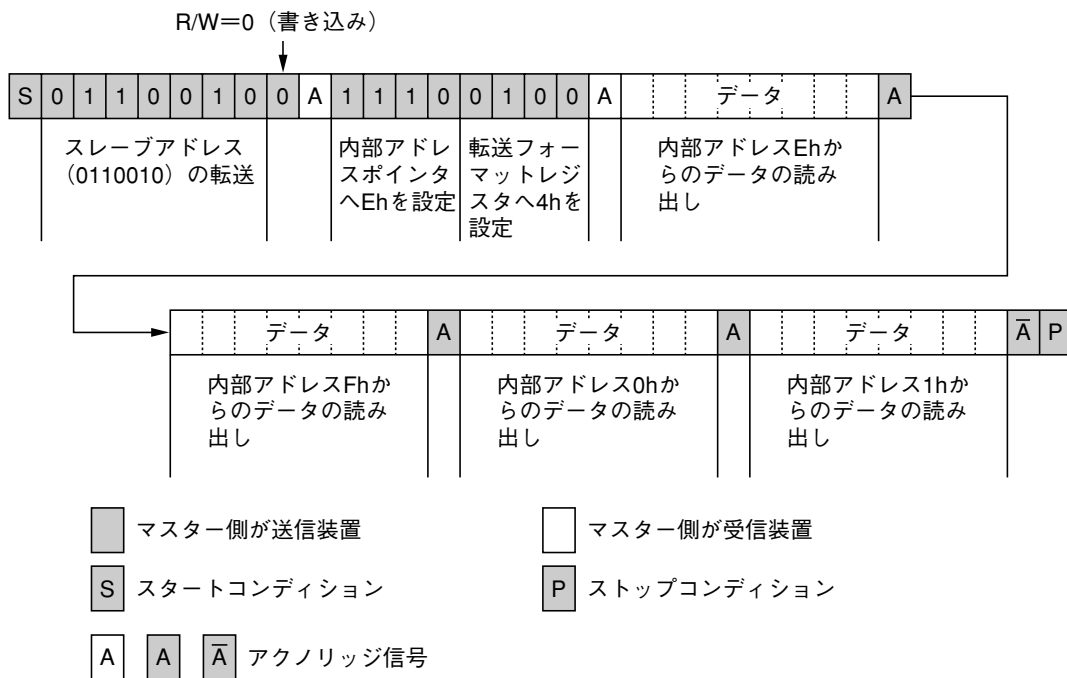 R/W=0（書き込み）
S 0 1 1 0 0 1 0 0 A 1 1 1 0 0 1 0 0 A データ A
スレーブアドレス
（0110010）の転送
内部アドレ
スポインタ
へEhを設定
転送フォー
マットレジ
スタへ4hを
設定
内部アドレスEhか
らのデータの読み
出し
データ A データ A データ A̅ P
内部アドレスFhか
らのデータの読み
出し
内部アドレス0hか
らのデータの読み
出し
内部アドレス1hか
らのデータの読み
出し
マスター側が送信装置
マスター側が受信装置
S スタートコンディション
P ストップコンディション
A A A̅ アクノリッジ信号